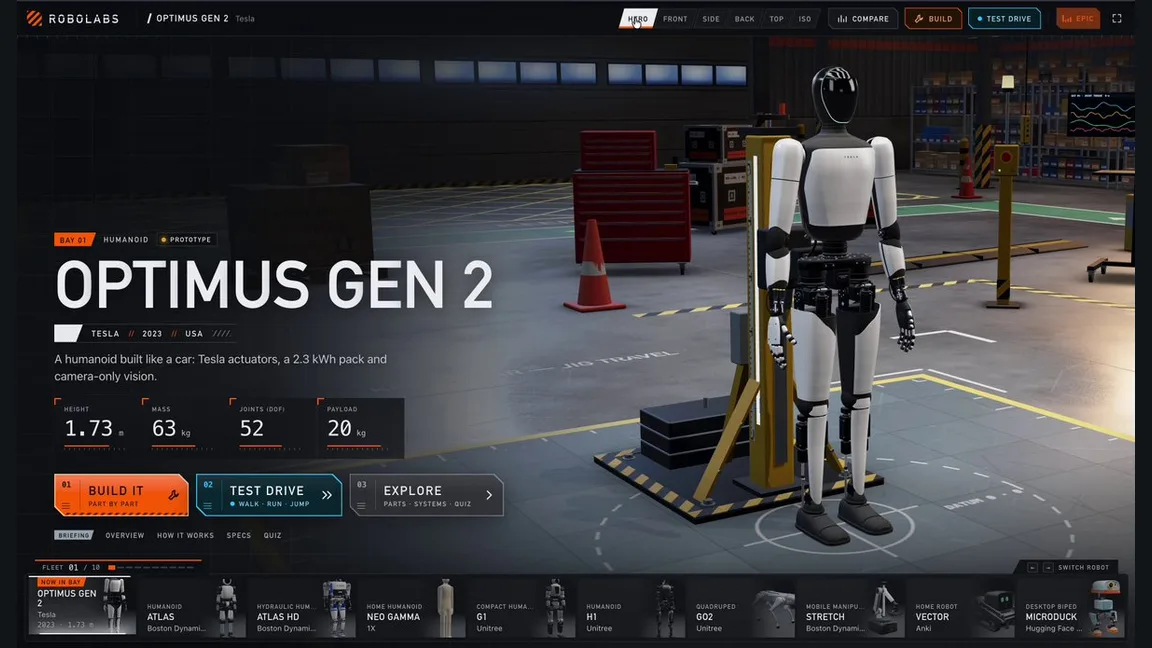 ROBOLABS
/ OPTIMUS GEN 2 Tesla
HERO FRONT SIDE BACK TOP ISO
COMPARE
BUILD
TEST DRIVE
EPIC
TESLA
JIG TRAVEL
DATUM
BAY 01 HUMANOID PROTOTYPE
OPTIMUS GEN 2
TESLA // 2023 // USA ////
A humanoid built like a car: Tesla actuators, a 2.3 kWh pack and
camera-only vision.
HEIGHT
1.73 m
MASS
63 kg
JOINTS (DOF)
52
PAYLOAD
20 kg
01 BUILD IT
PART BY PART
02 TEST DRIVE
WALK · RUN · JUMP
03 EXPLORE
PARTS · SYSTEMS · QUIZ
BRIEFING OVERVIEW HOW IT WORKS SPECS QUIZ
FLEET 01 / 10
SWITCH ROBOT
NOW IN BAY
OPTIMUS GEN
2
Tesla
2023 · 1.73 m
HUMANOID
ATLAS
Boston Dynami...
HYDRAULIC HUM...
ATLAS HD
Boston Dynami...
HOME HUMANOID
NEO GAMMA
1X
COMPACT HUMA...
G1
Unitree
HUMANOID
H1
Unitree
QUADRUPED
GO2
Unitree
MOBILE MANIPU...
STRETCH
Boston Dynami...
HOME ROBOT
VECTOR
Anki
DESKTOP BIPED
MICRODUCK
Hugging Face ...